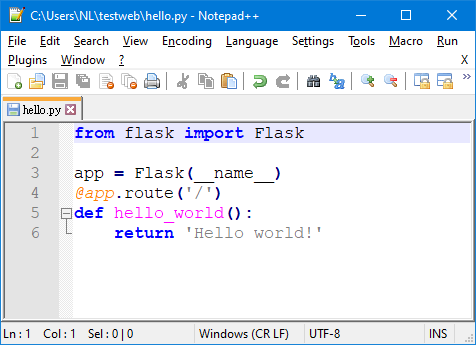 C:\Users\NL\testweb\hello.py - Notepad++
File Edit Search View Encoding Language Settings Tools Macro Run
Plugins Window ? X
hello.py
1 from flask import Flask
2
3 app = Flask(__name__)
4 @app.route('/')
5 def hello_world():
6     return 'Hello world!'
Ln : 1 Col : 1 Sel : 0 | 0 Windows (CR LF) UTF-8 INS